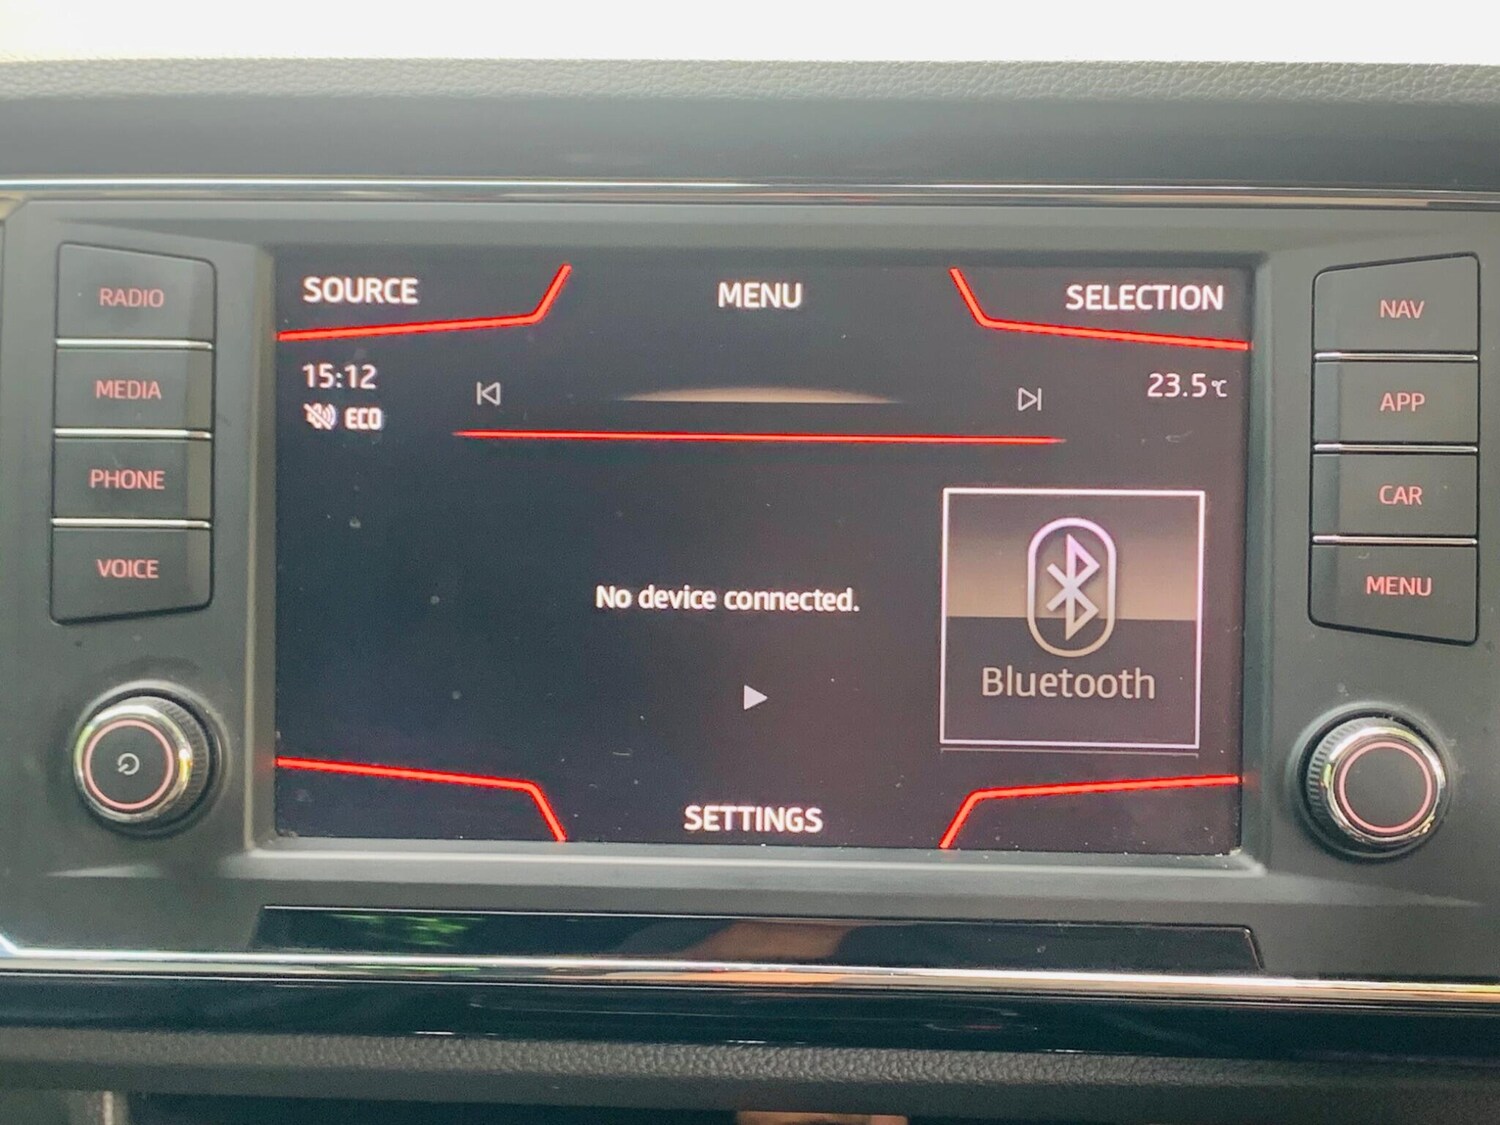 SOURCE
MENU
SELECTION
15:12
23.5°C
ECO
No device connected.
Bluetooth
SETTINGS
RADIO
MEDIA
PHONE
VOICE
NAV
APP
CAR
MENU